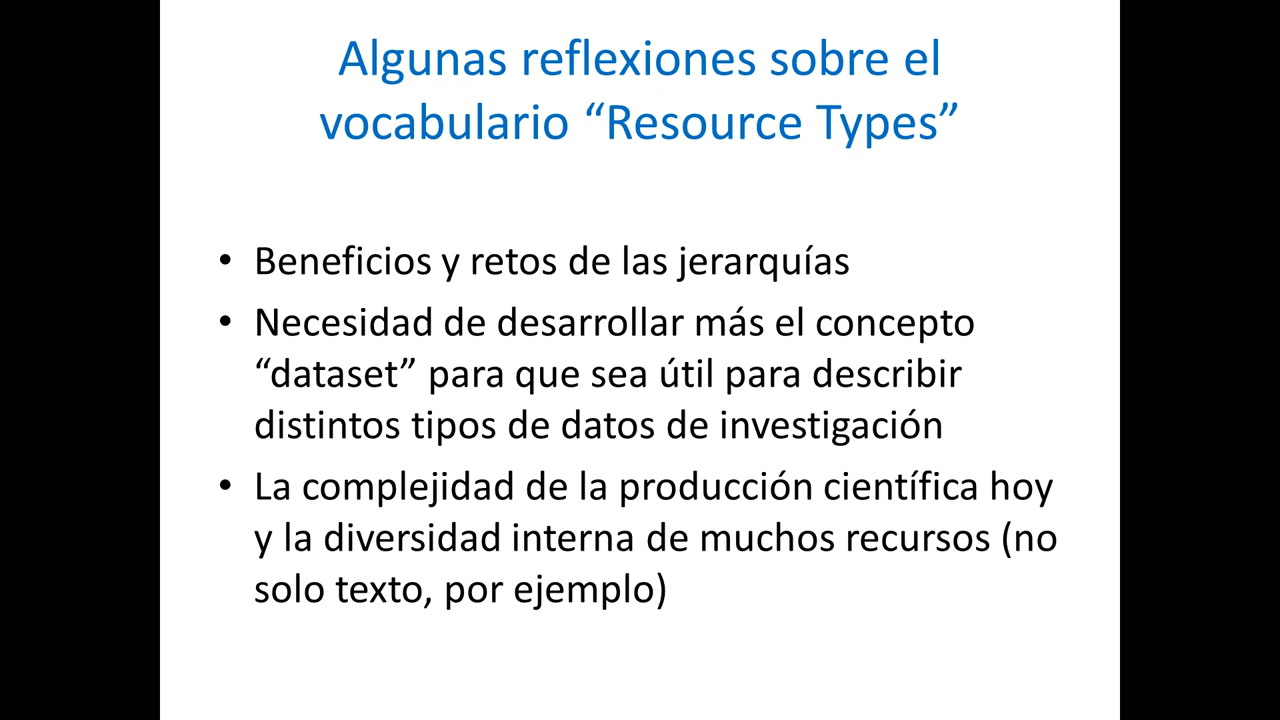 Algunas reflexiones sobre el
vocabulario “Resource Types”
• Beneficios y retos de las jerarquías
• Necesidad de desarrollar más el concepto
“dataset” para que sea útil para describir
distintos tipos de datos de investigación
• La complejidad de la producción científica hoy
y la diversidad interna de muchos recursos (no
solo texto, por ejemplo)